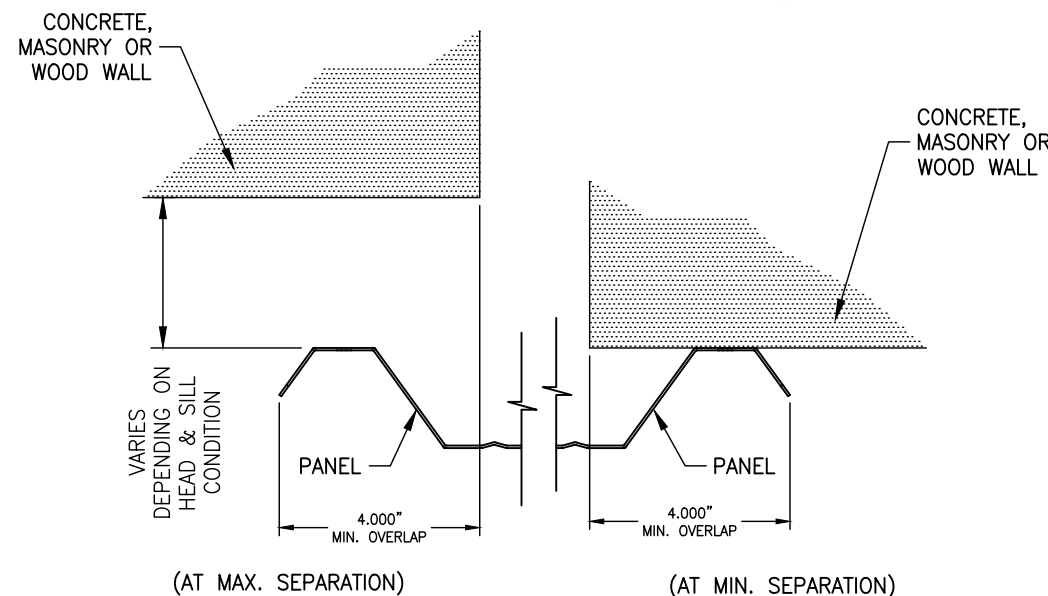 CONCRETE,
MASONRY OR
WOOD WALL
CONCRETE,
MASONRY OR
WOOD WALL
VARIES
DEPENDING ON
HEAD & SILL
CONDITION
PANEL
PANEL
4.000"
MIN. OVERLAP
4.000"
MIN. OVERLAP
(AT MAX. SEPARATION)
(AT MIN. SEPARATION)